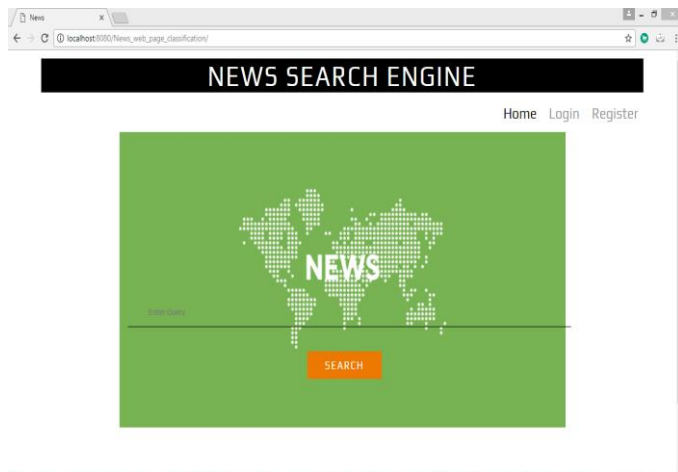 News
localhost:8080/News_web_page_classification/
NEWS SEARCH ENGINE
Home Login Register
NEWS
Enter Query
SEARCH